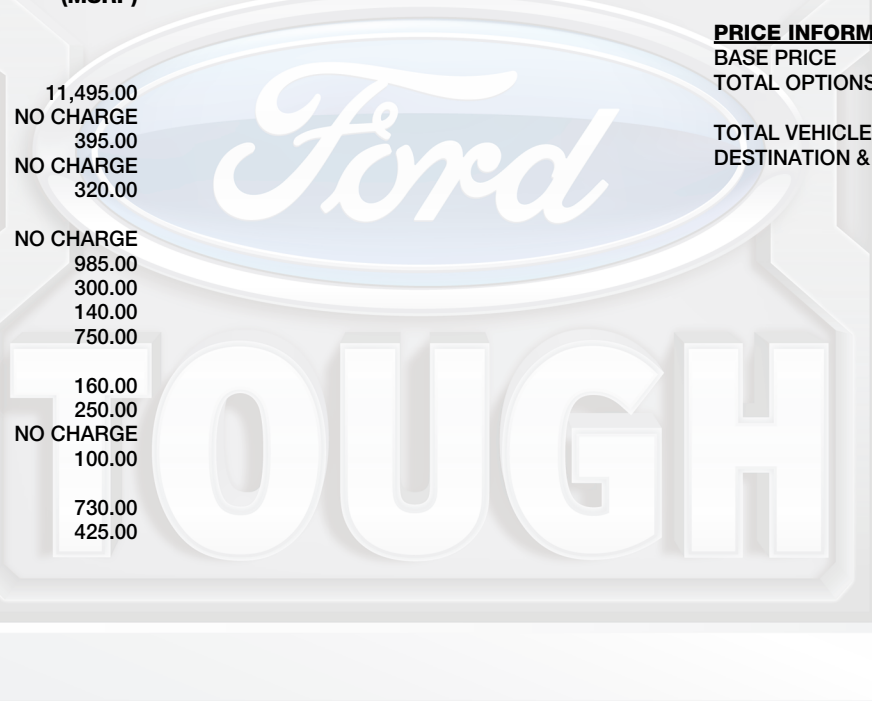 (MSRP)
11,495.00
NO CHARGE
395.00
NO CHARGE
320.00
NO CHARGE
985.00
300.00
140.00
750.00
160.00
250.00
NO CHARGE
100.00
730.00
425.00
PRICE INFORM
BASE PRICE
TOTAL OPTIONS
TOTAL VEHICLE
DESTINATION &
Ford
TOUGH